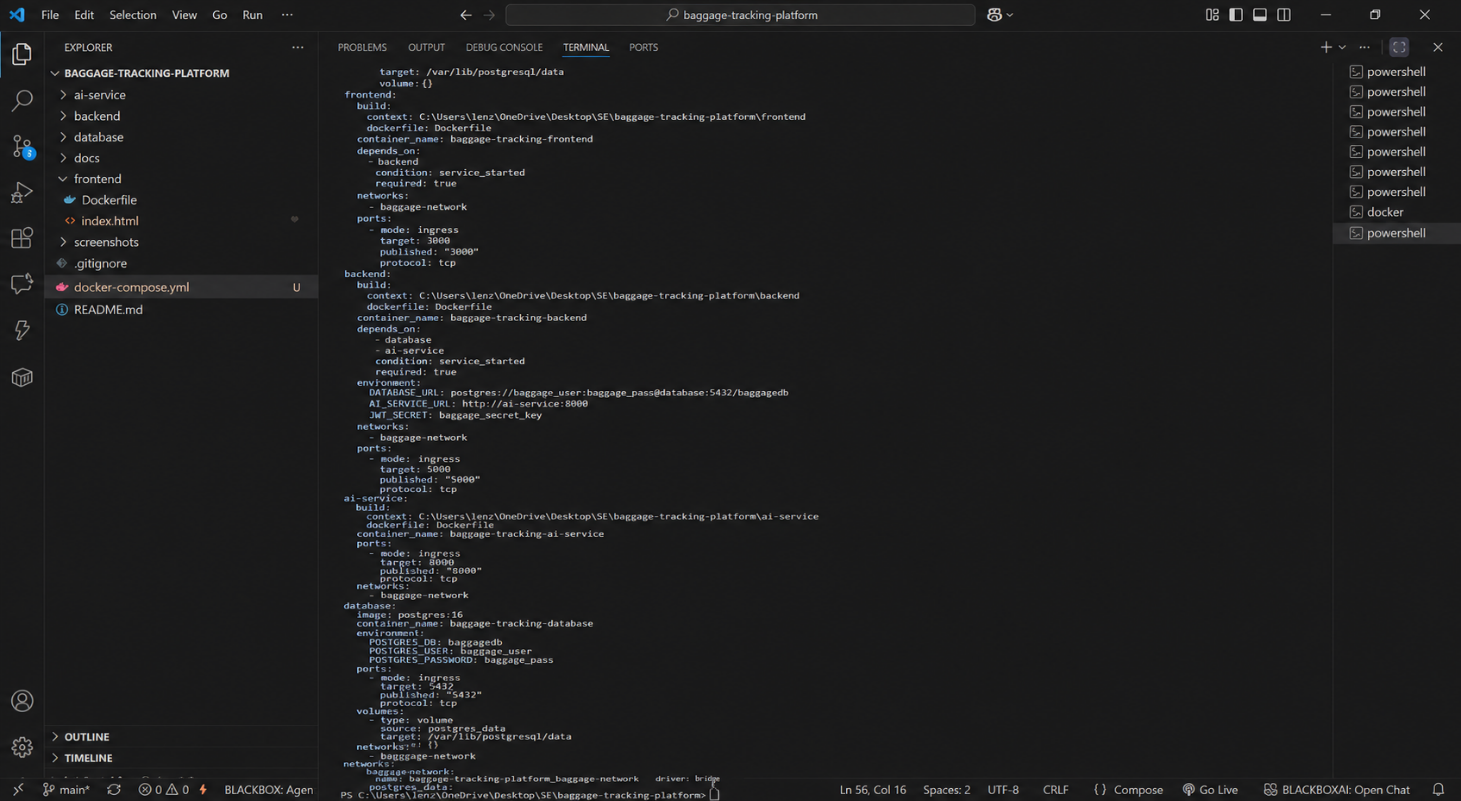 File Edit Selection View Go Run ···
baggage-tracking-platform
EXPLORER
BAGGAGE-TRACKING-PLATFORM
ai-service
backend
database
docs
frontend
Dockerfile
index.html
screenshots
.gitignore
docker-compose.yml U
README.md
OUTLINE
TIMELINE
PROBLEMS OUTPUT DEBUG CONSOLE TERMINAL PORTS
target: /var/lib/postgresql/data
volume: {}
frontend:
build:
context: C:\Users\lenz\OneDrive\Desktop\SE\baggage-tracking-platform\frontend
dockerfile: Dockerfile
container_name: baggage-tracking-frontend
depends_on:
- backend
condition: service_started
required: true
networks:
- baggage-network
ports:
- mode: ingress
target: 3000
published: "3000"
protocol: tcp
backend:
build:
context: C:\Users\lenz\OneDrive\Desktop\SE\baggage-tracking-platform\backend
dockerfile: Dockerfile
container_name: baggage-tracking-backend
depends_on:
- database
- ai-service
condition: service_started
required: true
environment:
DATABASE_URL: postgres://baggage_user:baggage_pass@database:5432/baggagedb
AI_SERVICE_URL: http://ai-service:8000
JWT_SECRET: baggage_secret_key
networks:
- baggage-network
ports:
- mode: ingress
target: 5000
published: "5000"
protocol: tcp
ai-service:
build:
context: C:\Users\lenz\OneDrive\Desktop\SE\baggage-tracking-platform\ai-service
dockerfile: Dockerfile
container_name: baggage-tracking-ai-service
ports:
- mode: ingress
target: 8000
published: "8000"
protocol: tcp
networks:
- baggage-network
database:
image: postgres:16
container_name: baggage-tracking-database
environment:
POSTGRES_DB: baggagedb
POSTGRES_USER: baggage_user
POSTGRES_PASSWORD: baggage_pass
ports:
- mode: ingress
target: 5432
published: "5432"
protocol: tcp
volumes:
- type: volume
source: postgres_data
target: /var/lib/postgresql/data
networks: {}
- bagggage-network
networks:
baggage-network:
name: baggage-tracking-platform_baggage-network driver: bridge
postgres_data:
PS C:\Users\lenz\OneDrive\Desktop\SE\baggage-tracking-platform>
powershell
powershell
powershell
powershell
powershell
powershell
powershell
docker
powershell
main* 0 0 BLACKBOX: Agen Ln 56, Col 16 Spaces: 2 UTF-8 CRLF {} Compose Go Live BLACKBOXAI: Open Chat